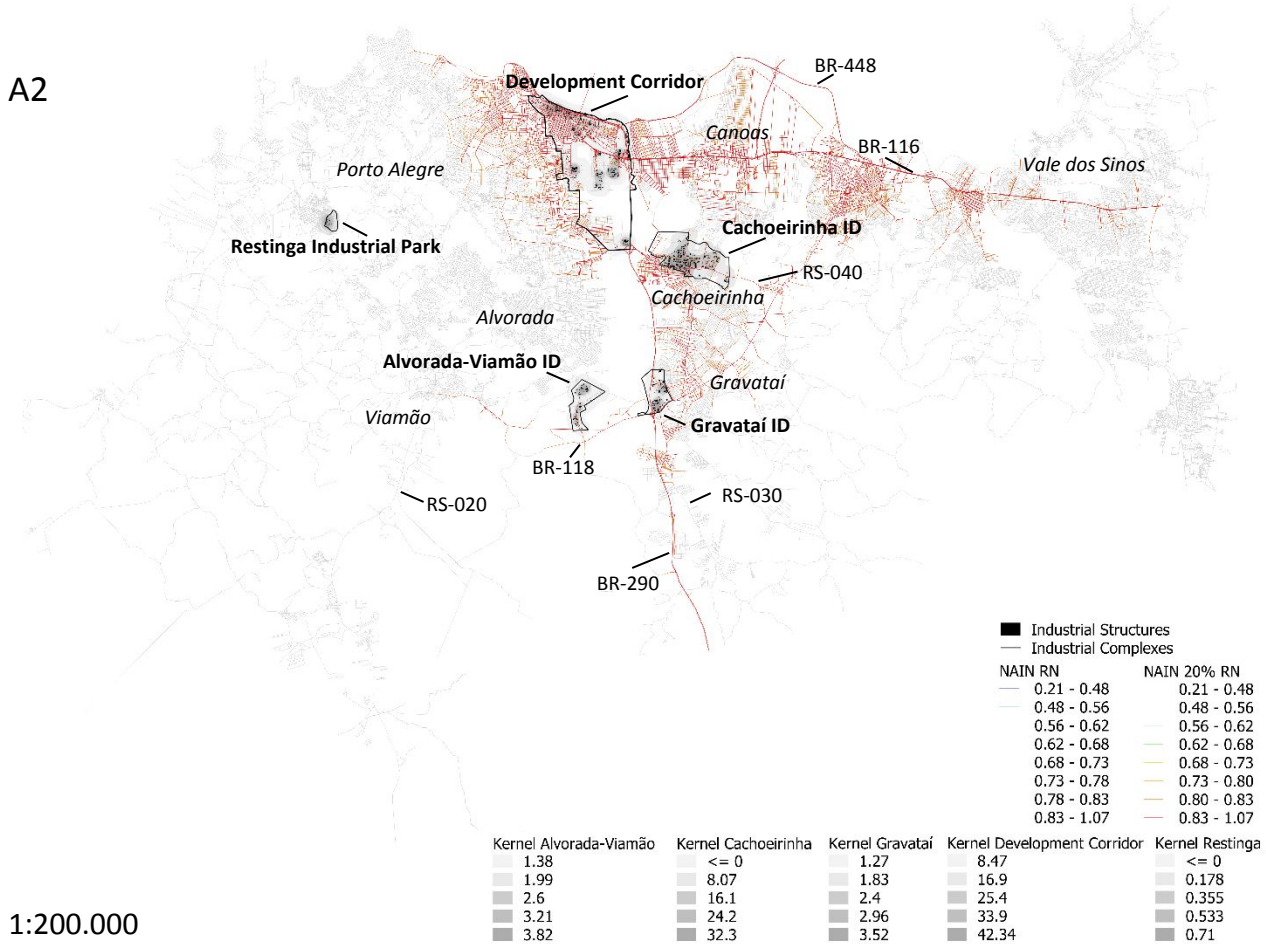 A2
BR-448
Development Corridor
Canoas
BR-116
Vale dos Sinos
Porto Alegre
Restinga Industrial Park
Cachoeirinha ID
RS-040
Cachoeirinha
Alvorada
Alvorada-Viamão ID
Gravataí
Viamão
Gravataí ID
BR-118
RS-020
RS-030
BR-290
Industrial Structures
Industrial Complexes
NAIN RN NAIN 20% RN
0.21 - 0.48 0.21 - 0.48
0.48 - 0.56 0.48 - 0.56
0.56 - 0.62 0.56 - 0.62
0.62 - 0.68 0.62 - 0.68
0.68 - 0.73 0.68 - 0.73
0.73 - 0.78 0.73 - 0.80
0.78 - 0.83 0.80 - 0.83
0.83 - 1.07 0.83 - 1.07
Kernel Alvorada-Viamão Kernel Cachoeirinha Kernel Gravataí Kernel Development Corridor Kernel Restinga
1.38 <= 0 1.27 8.47 <= 0
1.99 8.07 1.83 16.9 0.178
2.6 16.1 2.4 25.4 0.355
3.21 24.2 2.96 33.9 0.533
3.82 32.3 3.52 42.34 0.71
1:200.000